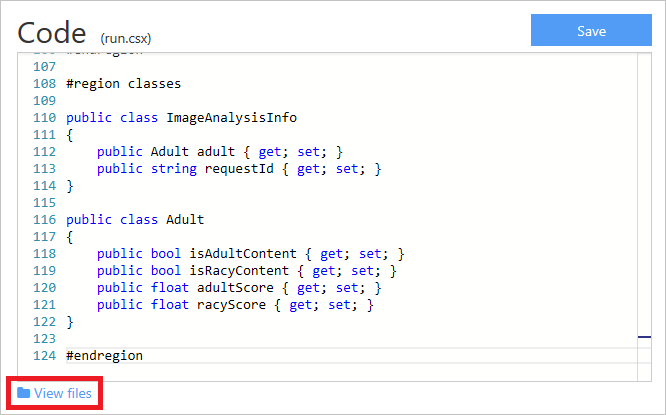 Code (run.csx)
Save
106 #endregion
107
108 #region classes
109
110 public class ImageAnalysisInfo
111 {
112     public Adult adult { get; set; }
113     public string requestId { get; set; }
114 }
115
116 public class Adult
117 {
118     public bool isAdultContent { get; set; }
119     public bool isRacyContent { get; set; }
120     public float adultScore { get; set; }
121     public float racyScore { get; set; }
122 }
123
124 #endregion
View files